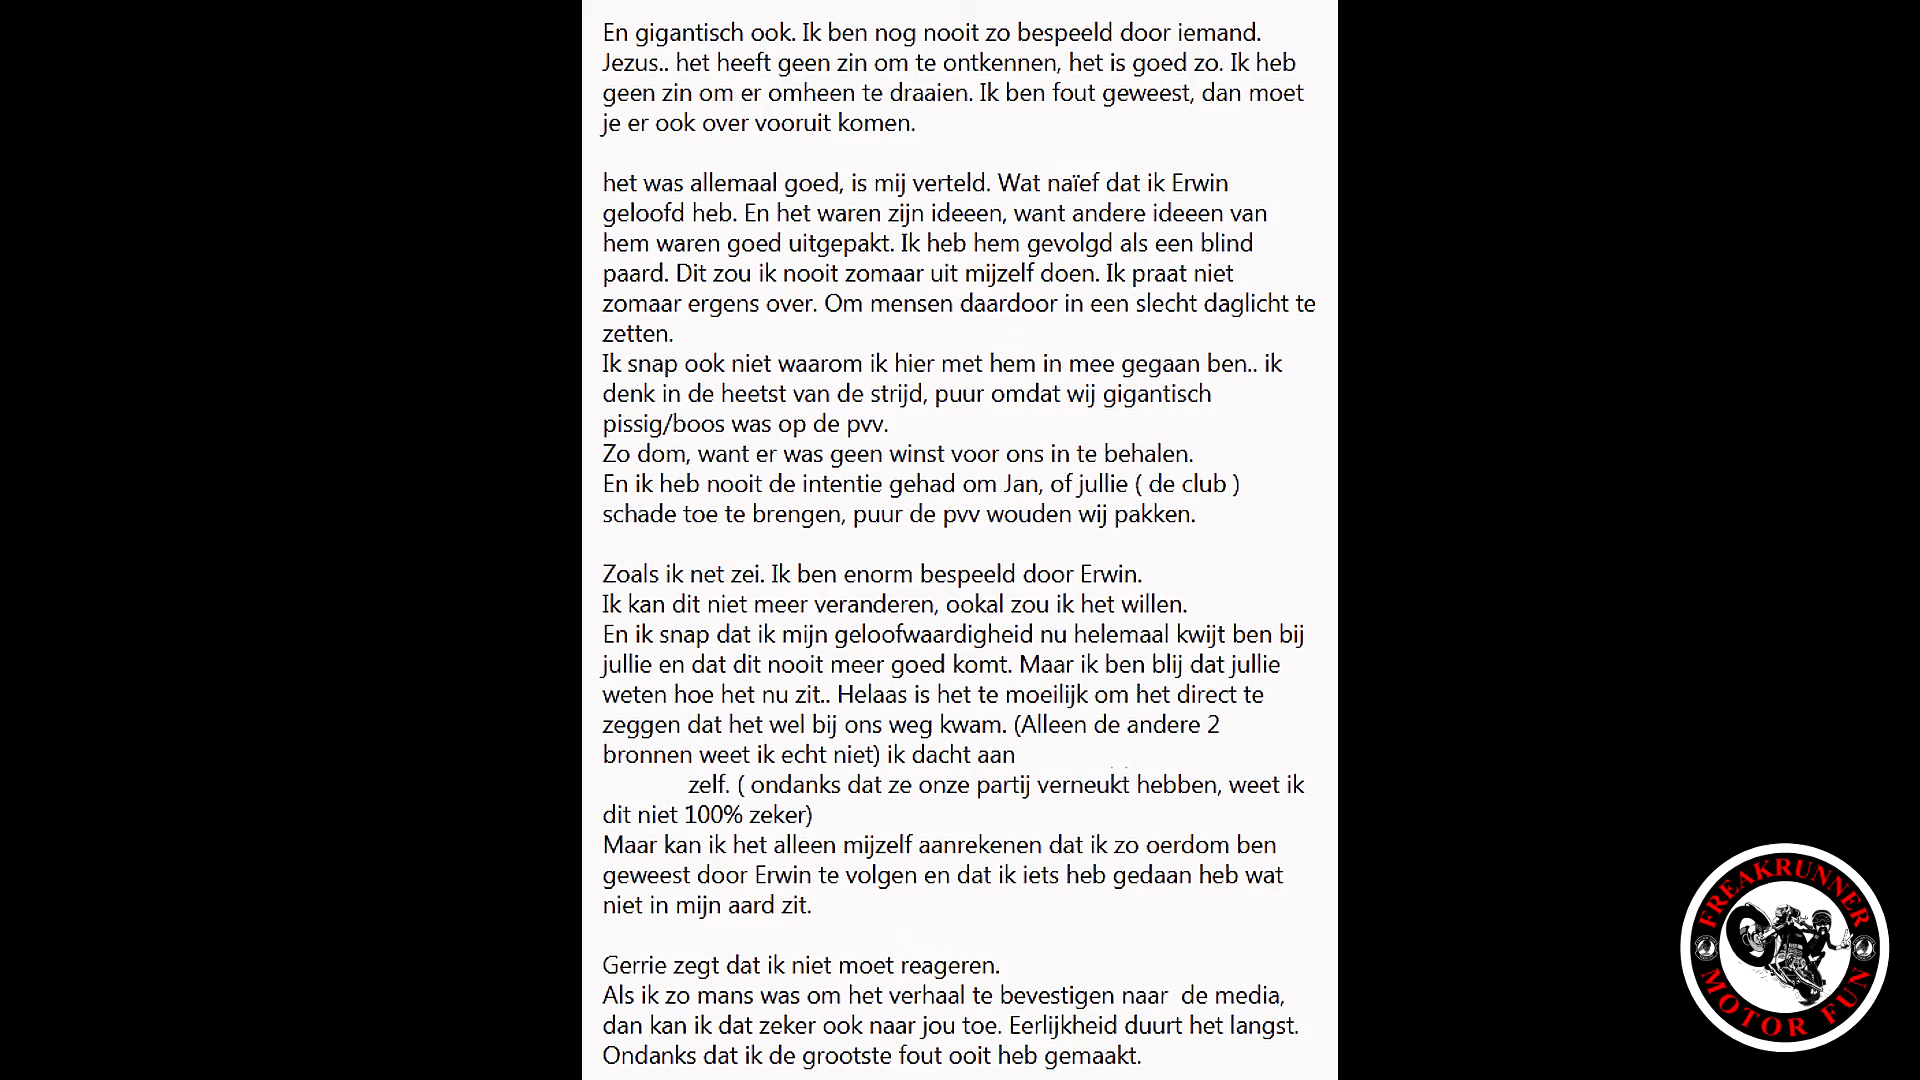 En gigantisch ook. Ik ben nog nooit zo bespeeld door iemand.
Jezus.. het heeft geen zin om te ontkennen, het is goed zo. Ik heb
geen zin om er omheen te draaien. Ik ben fout geweest, dan moet
je er ook over vooruit komen.
het was allemaal goed, is mij verteld. Wat naïef dat ik Erwin
geloofd heb. En het waren zijn ideeen, want andere ideeen van
hem waren goed uitgepakt. Ik heb hem gevolgd als een blind
paard. Dit zou ik nooit zomaar uit mijzelf doen. Ik praat niet
zomaar ergens over. Om mensen daardoor in een slecht daglicht te
zetten.
Ik snap ook niet waarom ik hier met hem in mee gegaan ben.. ik
denk in de heetst van de strijd, puur omdat wij gigantisch
pissig/boos was op de pvv.
Zo dom, want er was geen winst voor ons in te behalen.
En ik heb nooit de intentie gehad om Jan, of jullie ( de club )
schade toe te brengen, puur de pvv wouden wij pakken.
Zoals ik net zei. Ik ben enorm bespeeld door Erwin.
Ik kan dit niet meer veranderen, ookal zou ik het willen.
En ik snap dat ik mijn geloofwaardigheid nu helemaal kwijt ben bij
jullie en dat dit nooit meer goed komt. Maar ik ben blij dat jullie
weten hoe het nu zit.. Helaas is het te moeilijk om het direct te
zeggen dat het wel bij ons weg kwam. (Alleen de andere 2
bronnen weet ik echt niet) ik dacht aan
zelf. ( ondanks dat ze onze partij verneukt hebben, weet ik
dit niet 100% zeker)
Maar kan ik het alleen mijzelf aanrekenen dat ik zo oerdom ben
geweest door Erwin te volgen en dat ik iets heb gedaan heb wat
niet in mijn aard zit.
Gerrie zegt dat ik niet moet reageren.
Als ik zo mans was om het verhaal te bevestigen naar  de media,
dan kan ik dat zeker ook naar jou toe. Eerlijkheid duurt het langst.
Ondanks dat ik de grootste fout ooit heb gemaakt.
FREAKRUNNER
MOTOR FUN